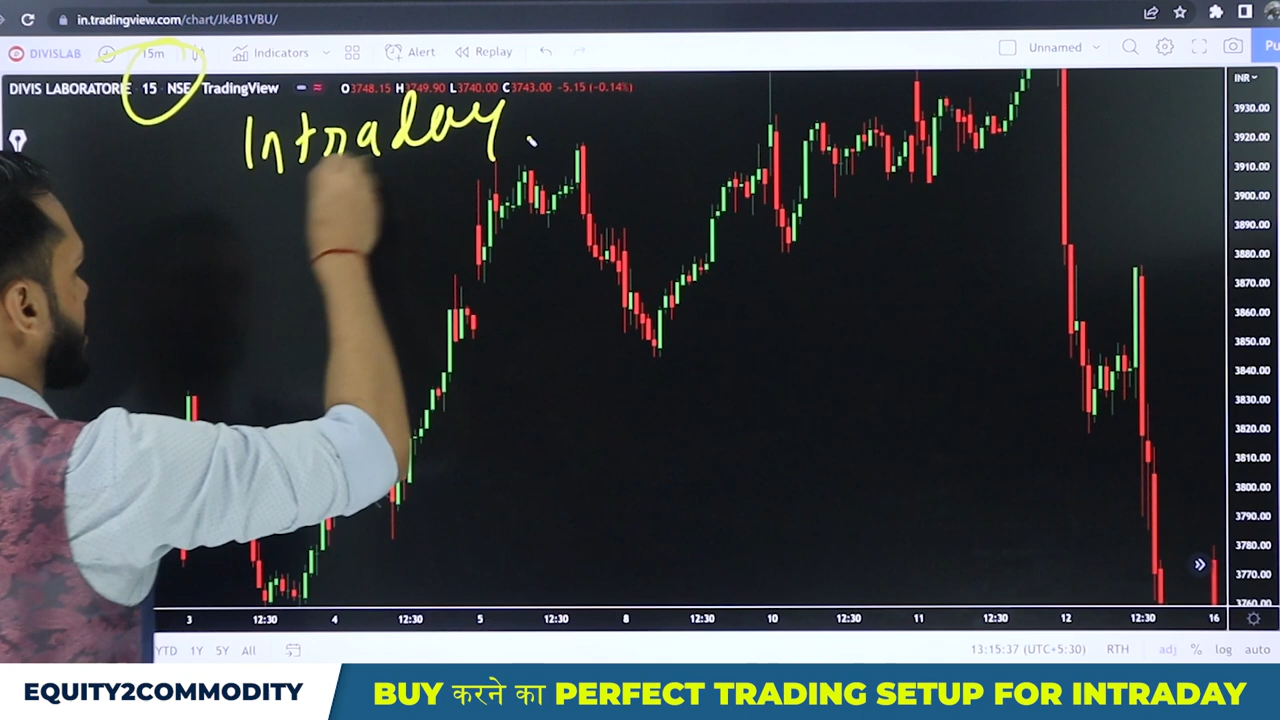 in.tradingview.com/chart/Jk4B1VBU/
DIVISLAB 15m Indicators Alert Replay Unnamed Pu
DIVIS LABORATORIE 15 NSE TradingView O3748.15 H3749.90 L3740.00 C3743.00 -5.15 (-0.14%) INR
Intraday
3930.00
3920.00
3910.00
3900.00
3890.00
3880.00
3870.00
3860.00
3850.00
3840.00
3830.00
3820.00
3810.00
3800.00
3790.00
3780.00
3770.00
3760.00
3 12:30 4 12:30 5 12:30 8 12:30 10 12:30 11 12:30 12 12:30 16
YTD 1Y 5Y All 13:15:37 (UTC+5:30) RTH adj % log auto
EQUITY2COMMODITY BUY करने का PERFECT TRADING SETUP FOR INTRADAY